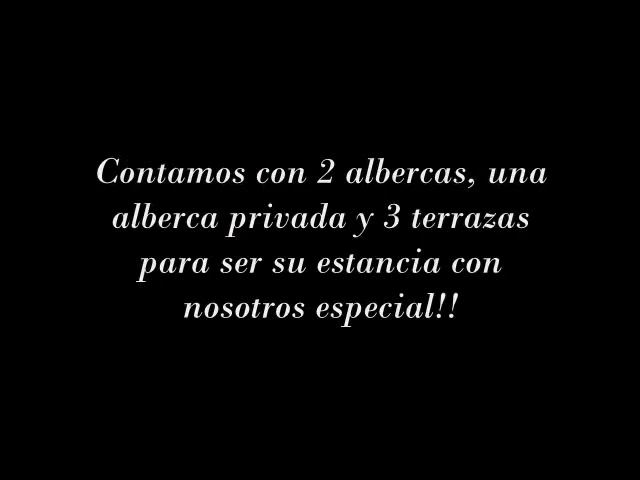 Contamos con 2 albercas, una
alberca privada y 3 terrazas
para ser su estancia con
nosotros especial!!